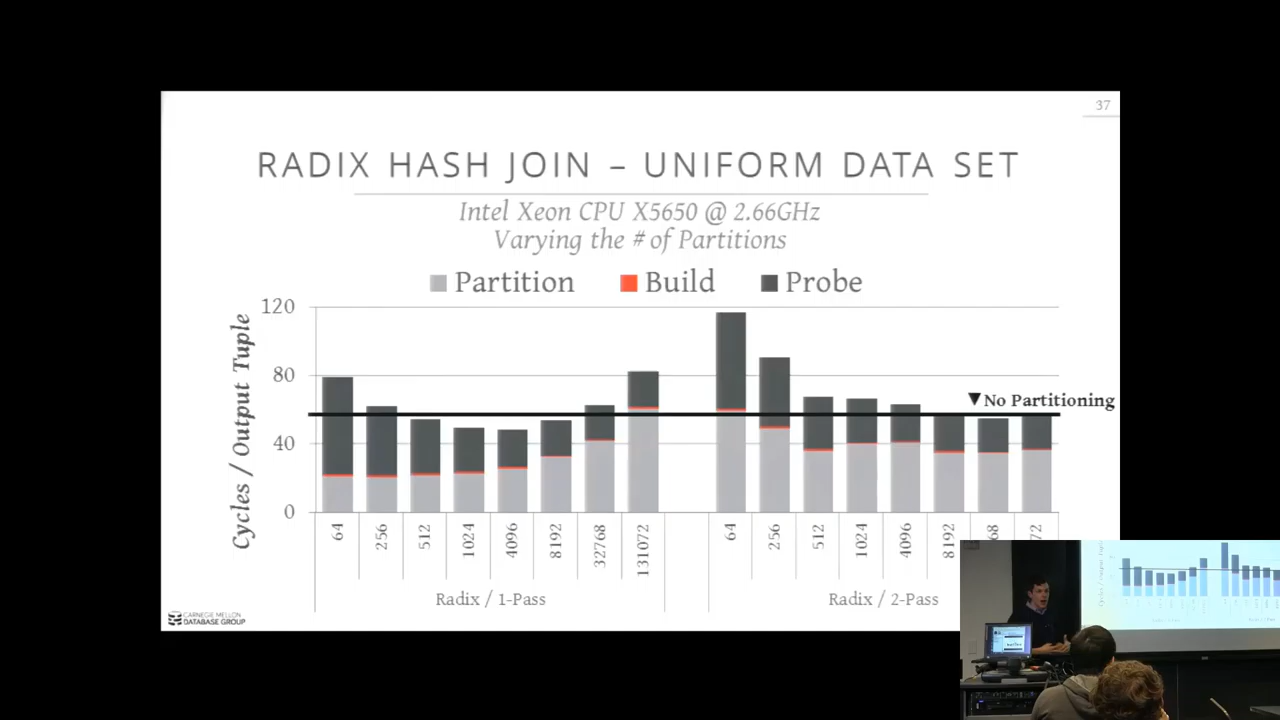 37
RADIX HASH JOIN – UNIFORM DATA SET
Intel Xeon CPU X5650 @ 2.66GHz
Varying the # of Partitions
Partition Build Probe
Cycles / Output Tuple
120
80
40
0
▼No Partitioning
64 256 512 1024 4096 8192 32768 131072
64 256 512 1024 4096 8192 68 72
Radix / 1-Pass Radix / 2-Pass
CARNEGIE MELLON
DATABASE GROUP